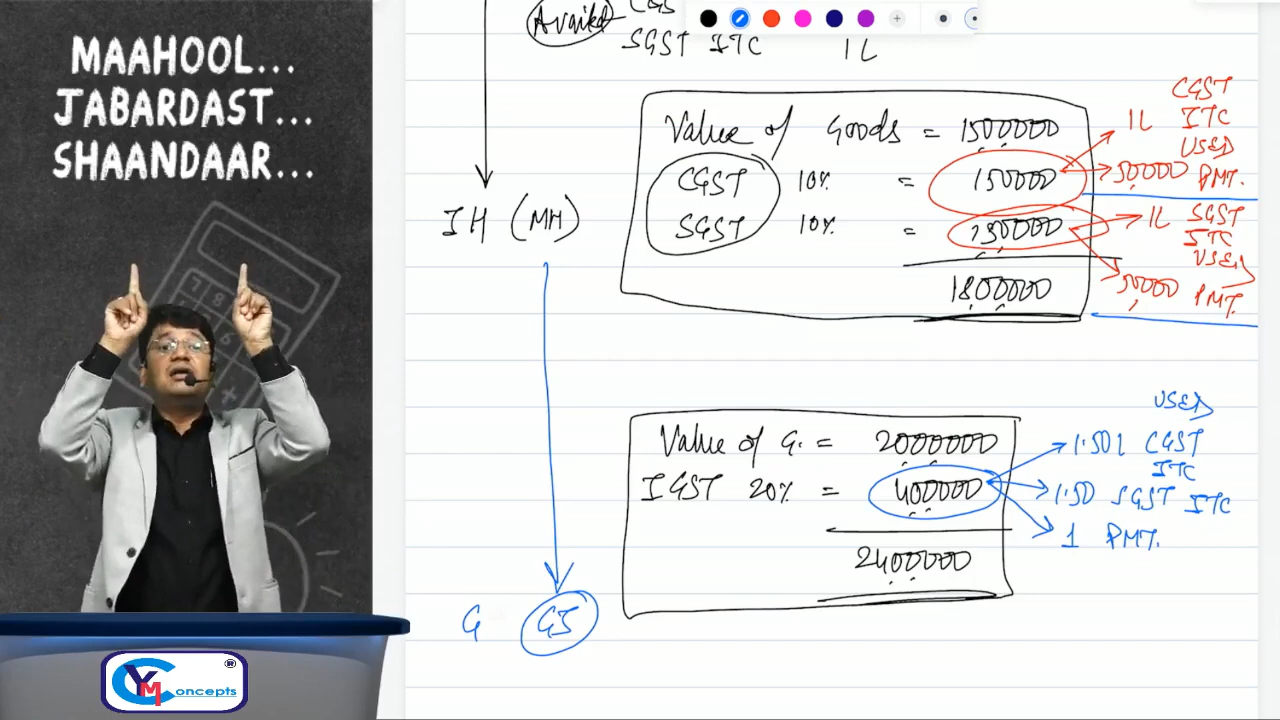 MAAHOOL...
JABARDAST...
SHAANDAAR...
Availed
SGST ITC 1L
Value of Goods = 1500000
CGST 10% = 150000
SGST 10% = 150000
1800000
1L CGST ITC USED
50000 PMT.
1L SGST ITC USED
50000 PMT.
IH (MH)
Value of G. = 2000000
IGST 20% = 400000
2400000
USED
1.50L CGST ITC
1.50 SGST ITC
1 PMT.
G GJ
YM Concepts ®